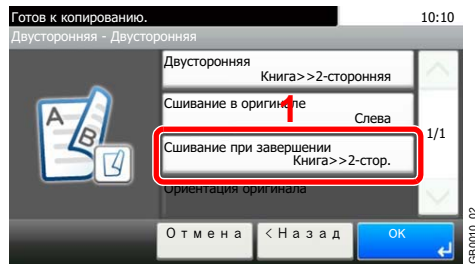 Готов к копированию.
10:10
Двусторонняя - Двусторонняя
Двусторонняя
Книга>>2-сторонняя
Сшивание в оригинале
Слева
1
1/1
Сшивание при завершении
Книга>>2-стор.
Ориентация оригинала
A
B
Отмена
<Назад
OK
GB0010_02